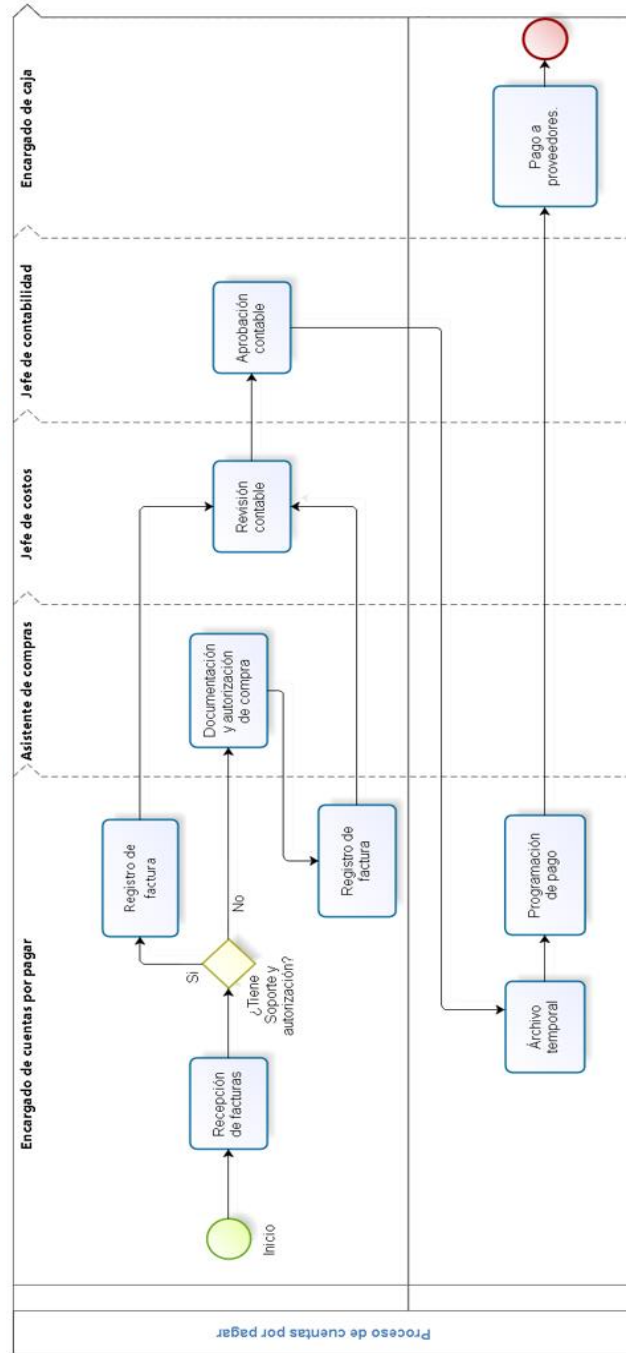 Proceso de cuentas por pagar
Encargado de cuentas por pagar
Asistente de compras
Jefe de costos
Jefe de contabilidad
Encargado de caja
Inicio
Recepción
de facturas
¿Tiene
Soporte y
autorización?
Si
No
Registro de
factura
Documentación
y autorización
de compra
Registro de
factura
Revisión
contable
Aprobación
contable
Árchivo
temporal
Programación
de pago
Pago a
proveedores.